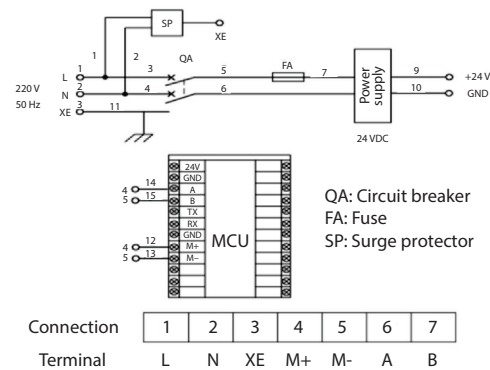 SP
XE
1
2
QA
FA
1
L
3
5
7
9
+24 V
220 V
50 Hz
2
N
4
6
10
GND
3
XE
11
Power
supply
24 VDC
24V
GND
4
14
A
5
15
B
TX
RX
GND
4
12
M+
5
13
M−
MCU
QA: Circuit breaker
FA: Fuse
SP: Surge protector
Connection 1 2 3 4 5 6 7
Terminal L N XE M+ M- A B